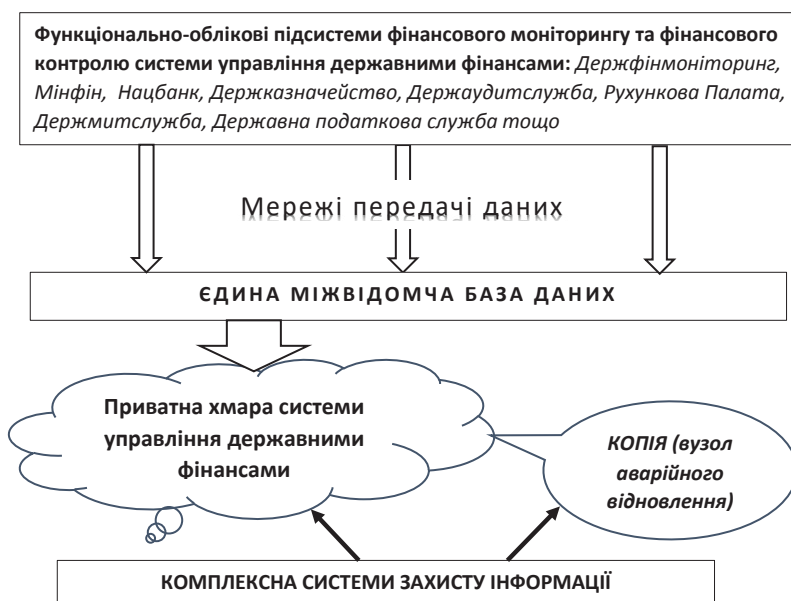 Функціонально-облікові підсистеми фінансового моніторингу та фінансового
контролю системи управління державними фінансами: Держфінмоніторинг,
Мінфін, Нацбанк, Держказначейство, Держаудитслужба, Рухункова Палата,
Держмитслужба, Державна податкова служба тощо
Мережі передачі даних
ЄДИНА МІЖВІДОМЧА БАЗА ДАНИХ
Приватна хмара системи
управління державними
фінансами
КОПІЯ (вузол
аварійного
відновлення)
КОМПЛЕКСНА СИСТЕМИ ЗАХИСТУ ІНФОРМАЦІЇ